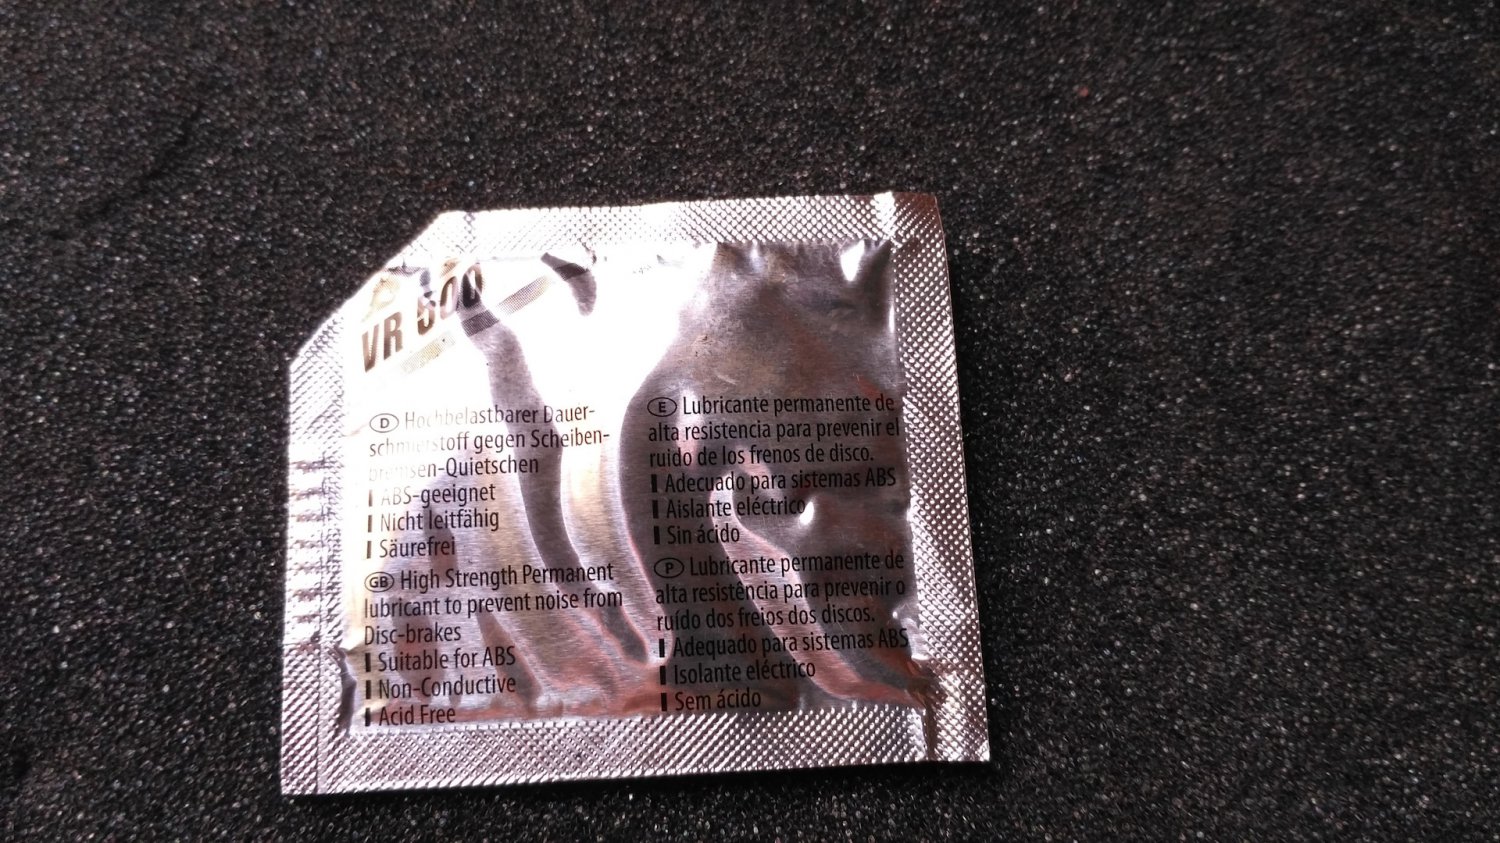 VR 500
D Hochbelastbarer Dauer-
schmierstoff gegen Scheiben-
bremsen-Quietschen
ABS-geeignet
Nicht leitfähig
Säurefrei
GB High Strength Permanent
lubricant to prevent noise from
Disc-brakes
Suitable for ABS
Non-Conductive
Acid Free
E Lubricante permanente de
alta resistencia para prevenir el
ruido de los frenos de disco.
Adecuado para sistemas ABS
Aislante eléctrico
Sin ácido
P Lubricante permanente de
alta resistência para prevenir o
ruído dos freios dos discos.
Adequado para sistemas ABS
Isolante eléctrico
Sem ácido